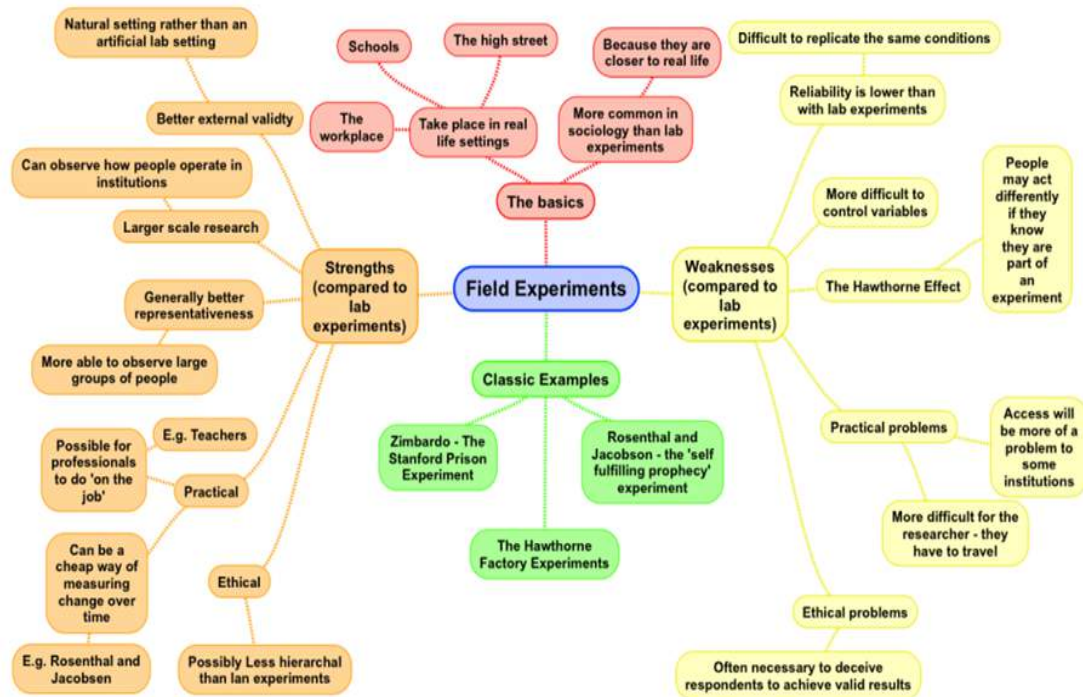 Natural setting rather than an
artificial lab setting
Better external validty
Can observe how people operate in
institutions
Larger scale research
Generally better
representativeness
More able to observe large
groups of people
E.g. Teachers
Possible for
professionals
to do 'on the
job'
Practical
Can be a
cheap way of
measuring
change over
time
E.g. Rosenthal and
Jacobsen
Ethical
Possibly Less hierarchal
than lan experiments
Strengths
(compared to
lab
experiments)
Schools
The high street
The
workplace
Take place in real
life settings
Because they are
closer to real life
More common in
sociology than lab
experiments
The basics
Field Experiments
Classic Examples
Zimbardo - The
Stanford Prison
Experiment
Rosenthal and
Jacobson - the 'self
fulfilling prophecy'
experiment
The Hawthorne
Factory Experiments
Weaknesses
(compared to
lab
experiments)
Difficult to replicate the same conditions
Reliability is lower than
with lab experiments
More difficult to
control variables
The Hawthorne Effect
People
may act
differently
if they
know
they are
part of
an
experiment
Practical problems
Access will
be more of a
problem to
some
institutions
More difficult for the
researcher - they
have to travel
Ethical problems
Often necessary to deceive
respondents to achieve valid results